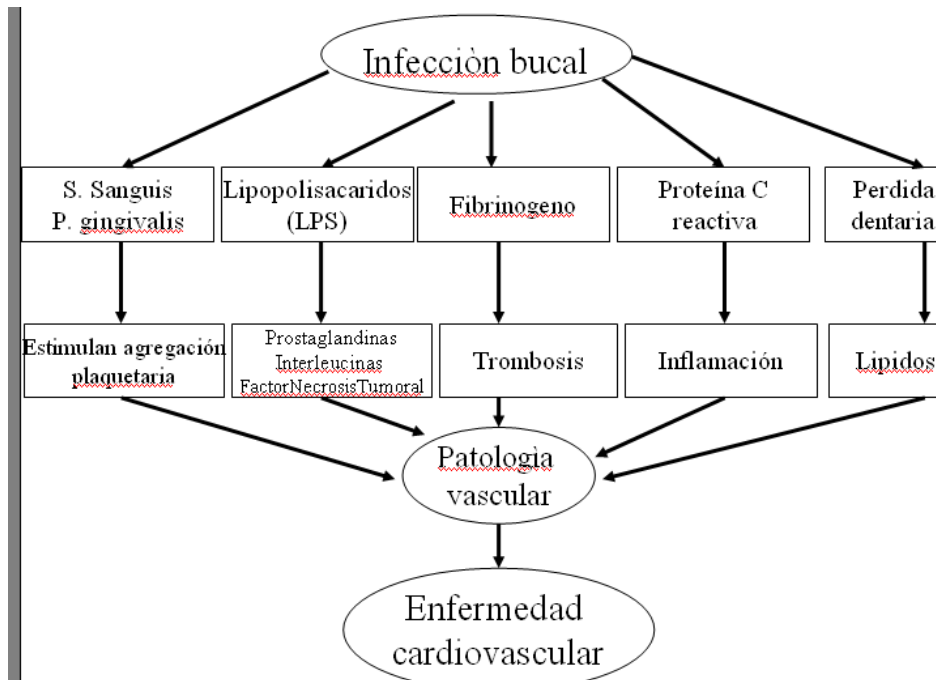 Infecciòn bucal
S. Sanguis
P. gingivalis
Lipopolisacaridos
(LPS)
Fibrinogeno
Proteína C
reactiva
Perdida
dentaria
Estimulan agregación
plaquetaria
Prostaglandinas
Interleucinas
FactorNecrosisTumoral
Trombosis
Inflamación
Lipidos
Patologìa
vascular
Enfermedad
cardiovascular